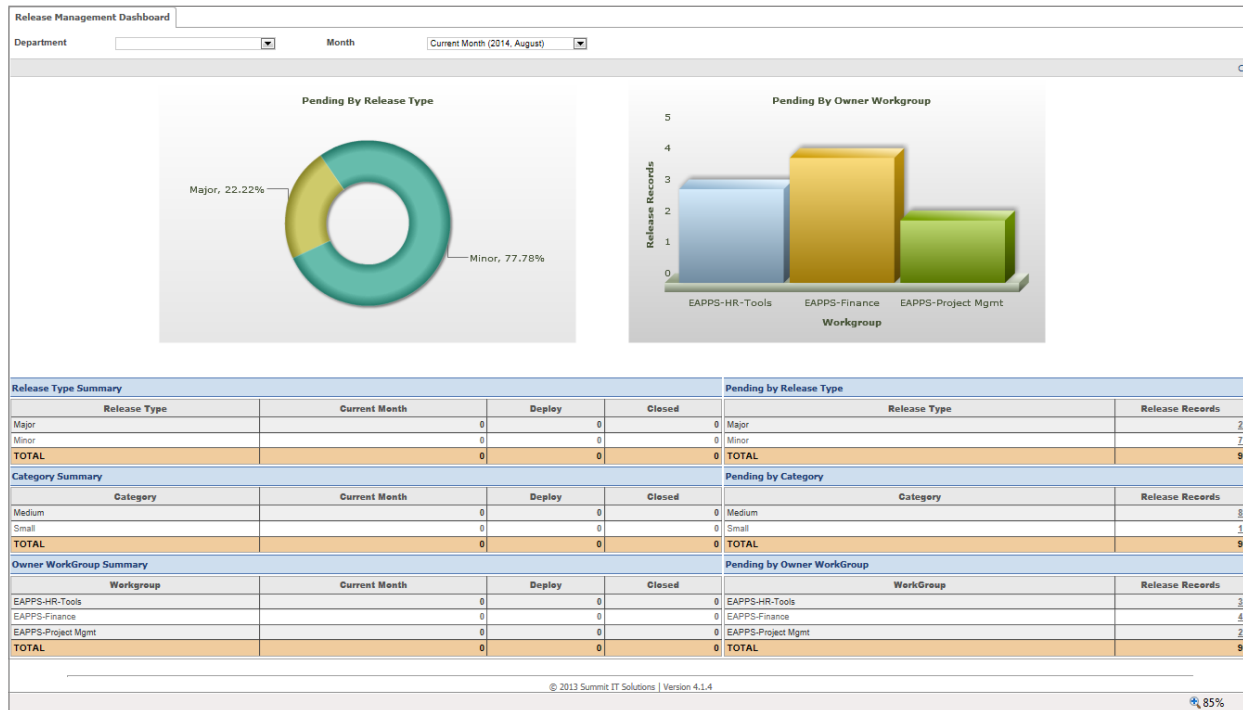 Release Management Dashboard
Department Month Current Month (2014, August)
Pending By Release Type
Major, 22.22%
Minor, 77.78%
Pending By Owner Workgroup
5
4
3
2
1
0
Release Records
EAPPS-HR-Tools EAPPS-Finance EAPPS-Project Mgmt
Workgroup
Release Type Summary Pending by Release Type
Release Type Current Month Deploy Closed Release Type Release Records
Major 0 0 0 Major 2
Minor 0 0 0 Minor 7
TOTAL 0 0 0 TOTAL 9
Category Summary Pending by Category
Category Current Month Deploy Closed Category Release Records
Medium 0 0 0 Medium 8
Small 0 0 0 Small 1
TOTAL 0 0 0 TOTAL 9
Owner WorkGroup Summary Pending by Owner WorkGroup
Workgroup Current Month Deploy Closed WorkGroup Release Records
EAPPS-HR-Tools 0 0 0 EAPPS-HR-Tools 3
EAPPS-Finance 0 0 0 EAPPS-Finance 4
EAPPS-Project Mgmt 0 0 0 EAPPS-Project Mgmt 2
TOTAL 0 0 0 TOTAL 9
© 2013 Summit IT Solutions | Version 4.1.4
85%